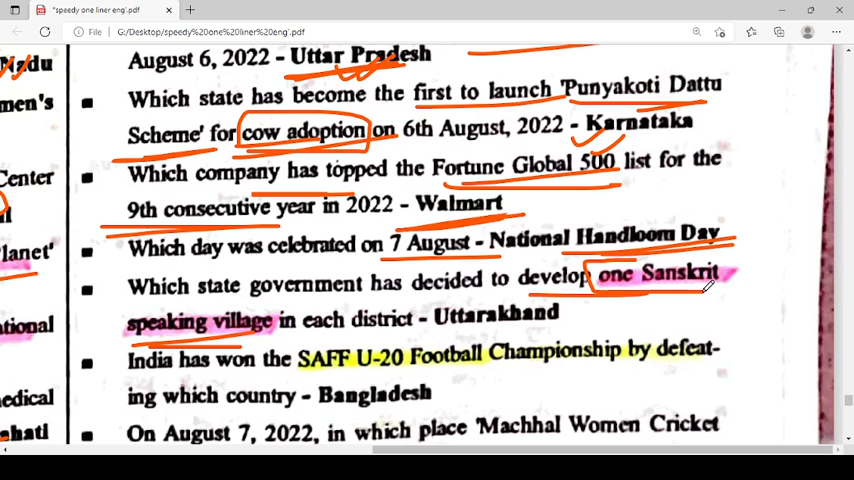 *speedy one liner eng'.pdf
File
G:/Desktop/speedy%20one%20liner%20eng'.pdf
Nadu
men's
Center
lanet'
ational
edical
ahati
August 6, 2022 - Uttar Pradesh
Which state has become the first to launch 'Punyakoti Dattu
Scheme' for cow adoption on 6th August, 2022 - Karnataka
Which company has topped the Fortune Global 500 list for the
9th consecutive year in 2022 - Walmart
Which day was celebrated on 7 August - National Handloom Day
Which state government has decided to develop one Sanskrit
speaking village in each district - Uttarakhand
India has won the SAFF U-20 Football Championship by defeat-
ing which country - Bangladesh
On August 7, 2022, in which place 'Machhal Women Cricket